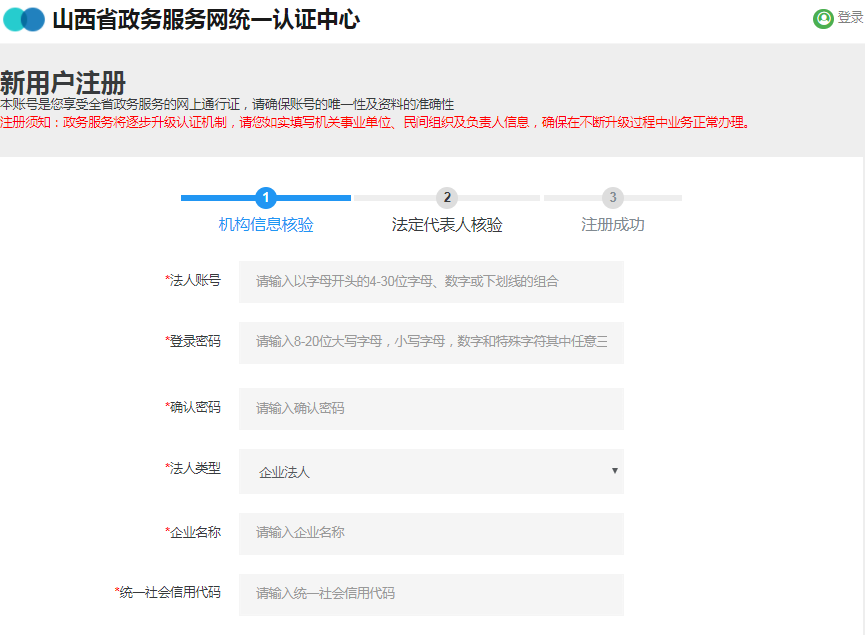 山西省政务服务网统一认证中心
登录
新用户注册
本账号是您享受全省政务服务的网上通行证，请确保账号的唯一性及资料的准确性
注册须知：政务服务将逐步升级认证机制，请您如实填写机关事业单位、民间组织及负责人信息，确保在不断升级过程中业务正常办理。
1 2 3
机构信息核验 法定代表人核验 注册成功
*法人账号 请输入以字母开头的4-30位字母、数字或下划线的组合
*登录密码 请输入8-20位大写字母，小写字母，数字和特殊字符其中任意三
*确认密码 请输入确认密码
*法人类型 企业法人
*企业名称 请输入企业名称
*统一社会信用代码 请输入统一社会信用代码